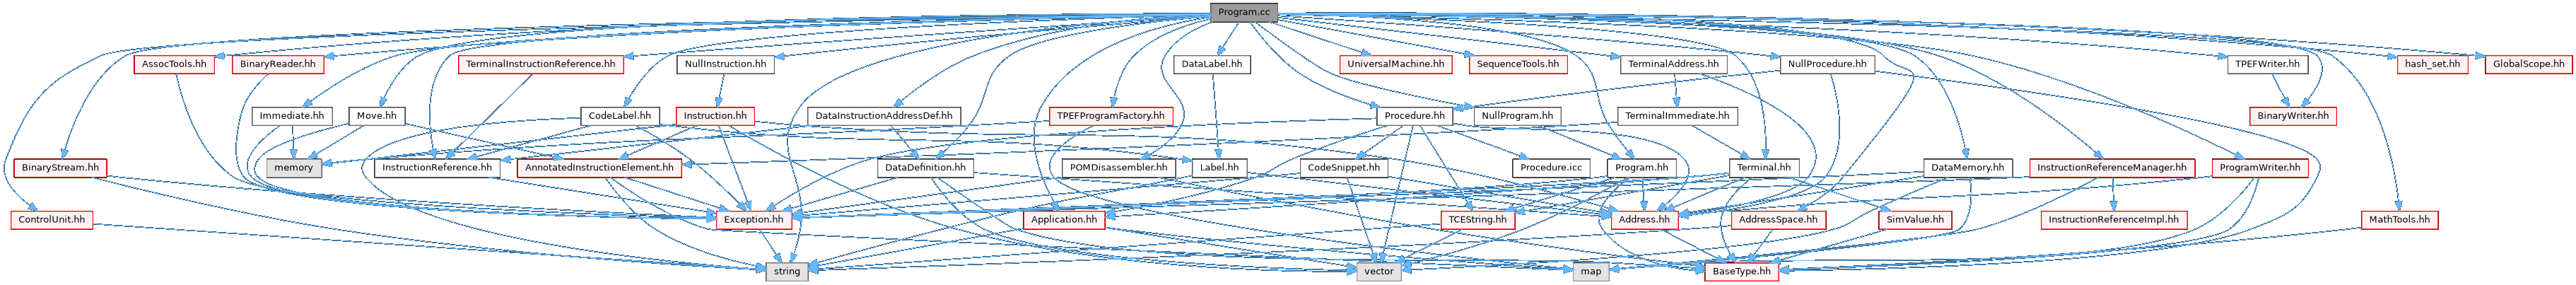 Program.cc
AssocTools.hh
BinaryReader.hh
TerminalInstructionReference.hh
NullInstruction.hh
DataLabel.hh
UniversalMachine.hh
SequenceTools.hh
TerminalAddress.hh
NullProcedure.hh
TPEFWriter.hh
hash_set.hh
GlobalScope.hh
Immediate.hh
Move.hh
CodeLabel.hh
Instruction.hh
DataInstructionAddressDef.hh
TPEFProgramFactory.hh
Procedure.hh
NullProgram.hh
TerminalImmediate.hh
BinaryWriter.hh
BinaryStream.hh
memory
InstructionReference.hh
AnnotatedInstructionElement.hh
DataDefinition.hh
POMDisassembler.hh
Label.hh
CodeSnippet.hh
Procedure.icc
Program.hh
Terminal.hh
DataMemory.hh
InstructionReferenceManager.hh
ProgramWriter.hh
ControlUnit.hh
Exception.hh
Application.hh
TCEString.hh
Address.hh
AddressSpace.hh
SimValue.hh
InstructionReferenceImpl.hh
MathTools.hh
string
vector
map
BaseType.hh